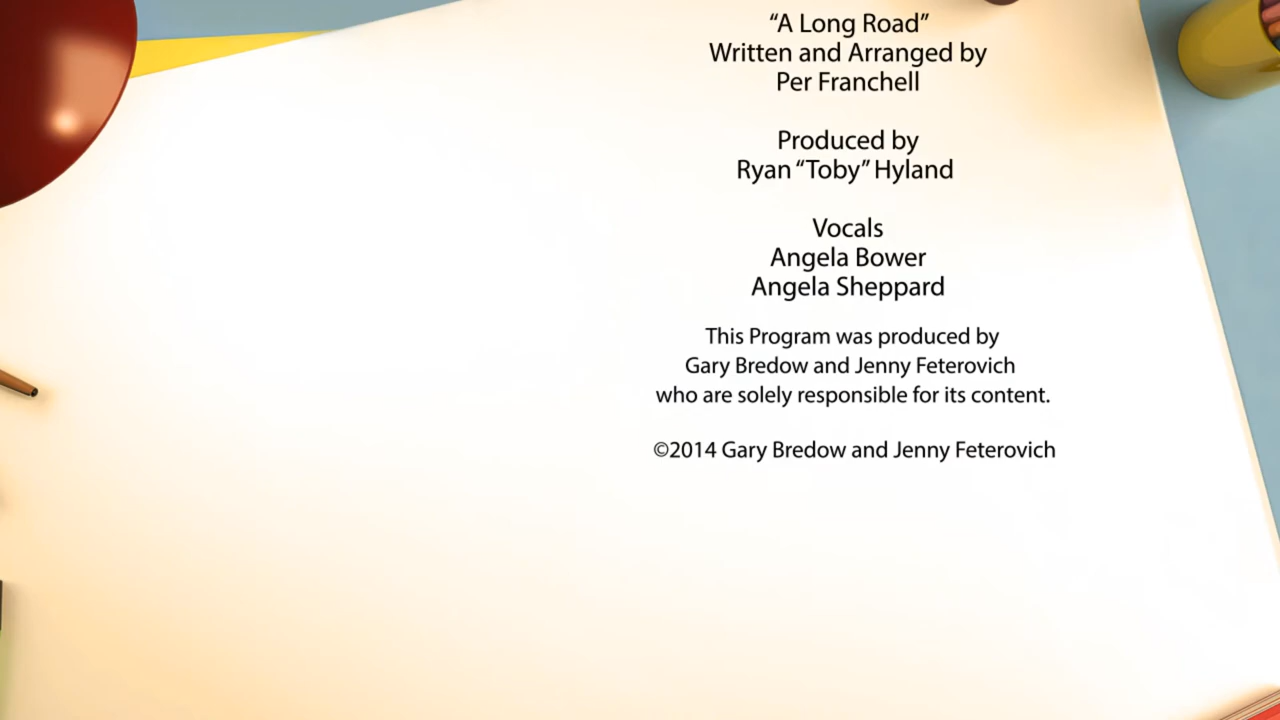 “A Long Road”
Written and Arranged by
Per Franchell
Produced by
Ryan “Toby” Hyland
Vocals
Angela Bower
Angela Sheppard
This Program was produced by
Gary Bredow and Jenny Feterovich
who are solely responsible for its content.
©2014 Gary Bredow and Jenny Feterovich